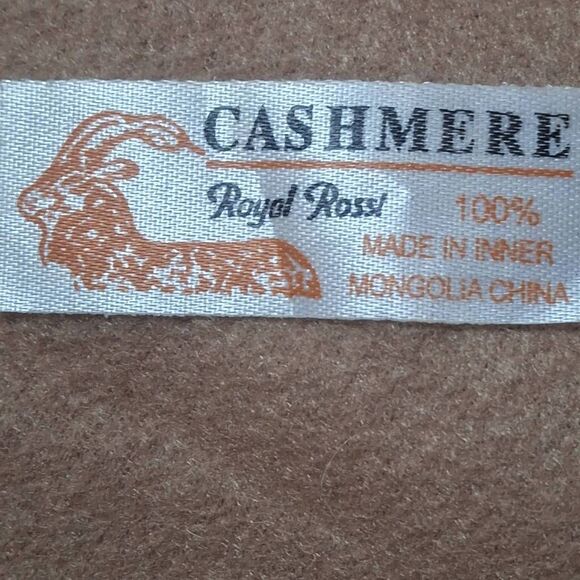 CASHMERE
Royal Rossi 100%
MADE IN INNER
MONGOLIA CHINA